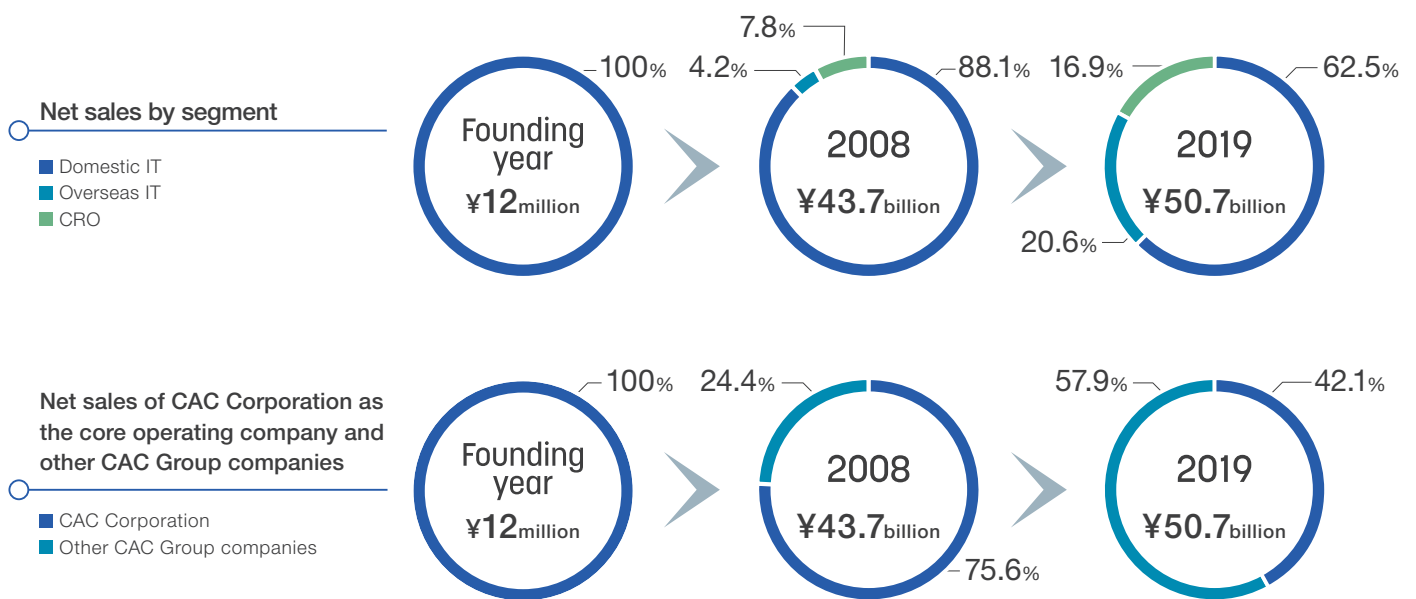 Net sales by segment
Domestic IT
Overseas IT
CRO
100%
Founding
year
¥12million
7.8%
4.2%
88.1%
2008
¥43.7billion
16.9%
62.5%
2019
¥50.7billion
20.6%
Net sales of CAC Corporation as
the core operating company and
other CAC Group companies
CAC Corporation
Other CAC Group companies
100%
Founding
year
¥12million
24.4%
2008
¥43.7billion
75.6%
57.9%
42.1%
2019
¥50.7billion